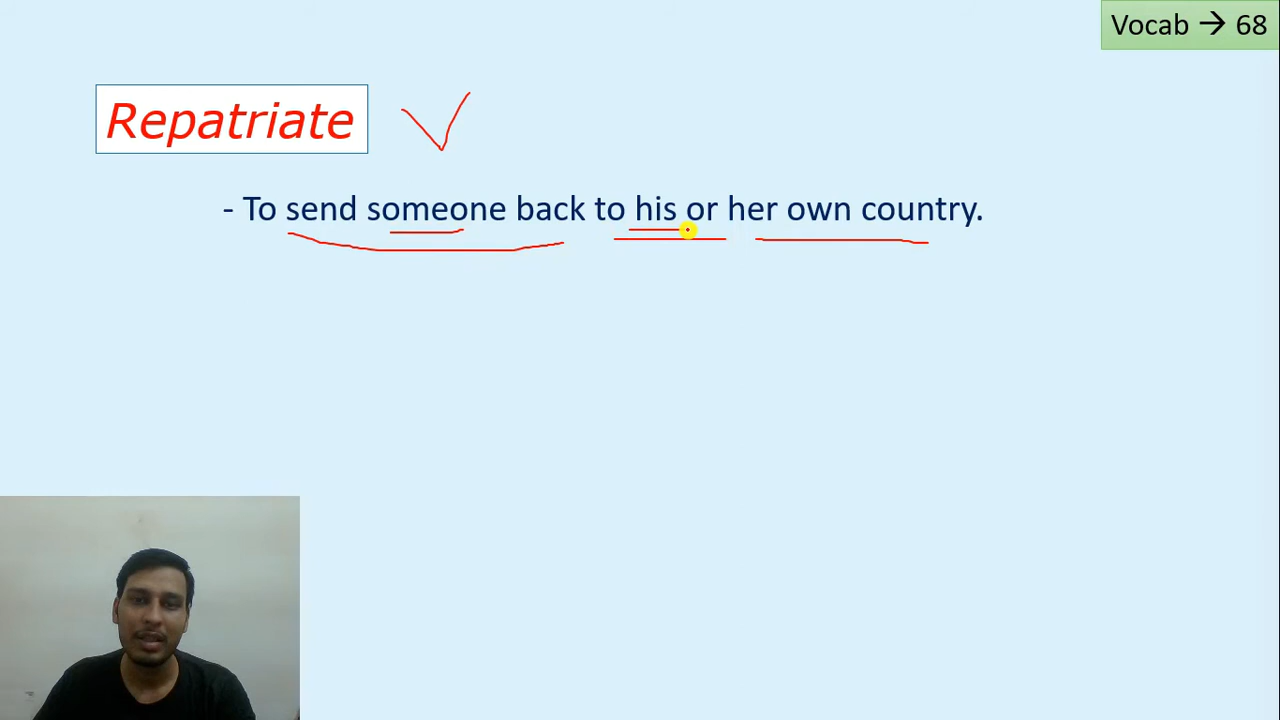 Vocab → 68
Repatriate
- To send someone back to his or her own country.